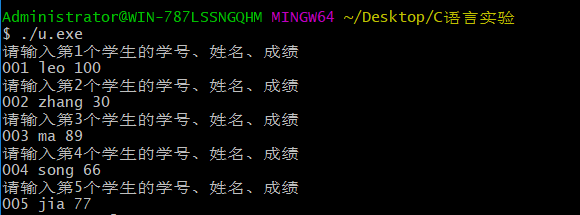 Administrator@WIN-787LSSNGQHM MINGW64 ~/Desktop/C语言实验
$ ./u.exe
请输入第1个学生的学号、姓名、成绩
001 leo 100
请输入第2个学生的学号、姓名、成绩
002 zhang 30
请输入第3个学生的学号、姓名、成绩
003 ma 89
请输入第4个学生的学号、姓名、成绩
004 song 66
请输入第5个学生的学号、姓名、成绩
005 jia 77